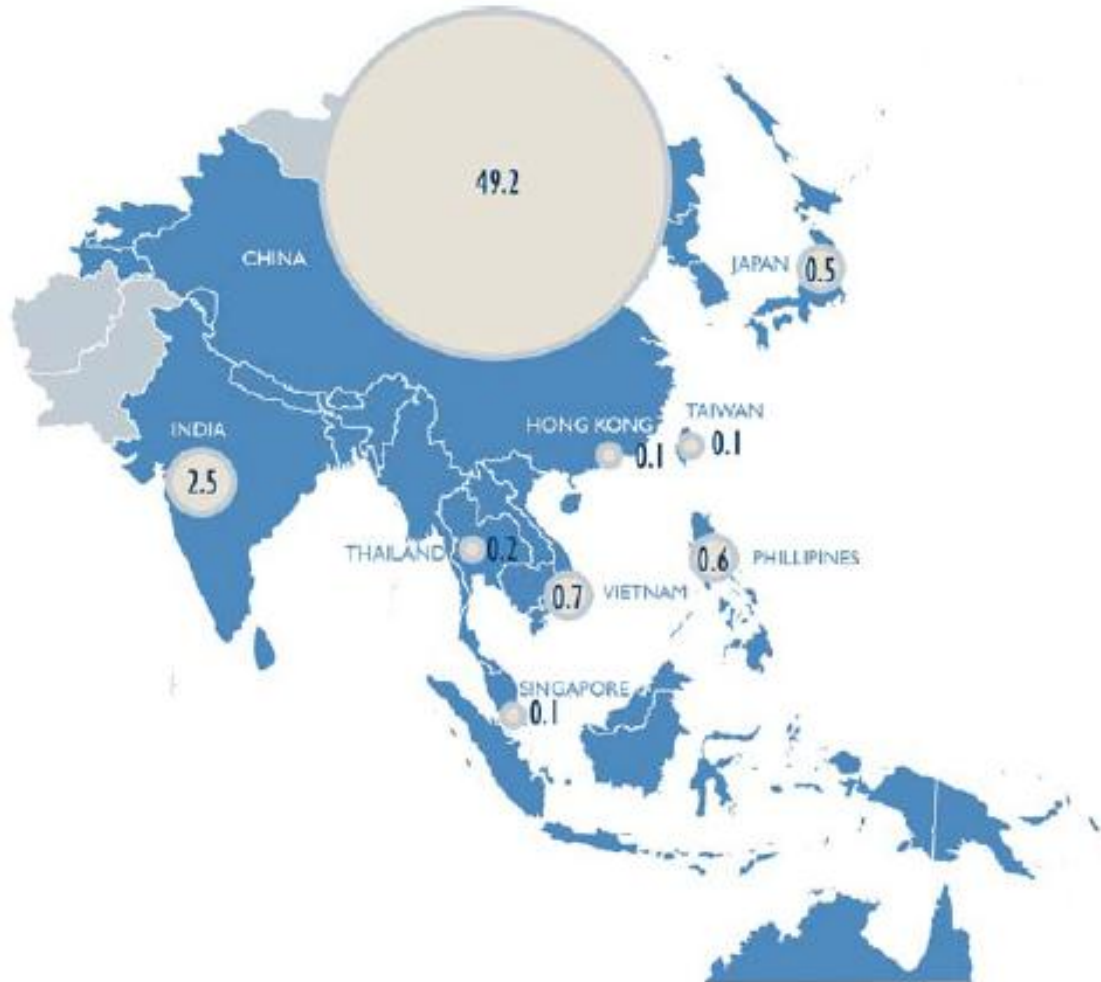 49.2
CHINA
JAPAN 0.5
TAIWAN
HONG KONG
0.1
0.1
INDIA
2.5
THAILAND 0.2
0.6 PHILLIPINES
0.7 VIETNAM
SINGAPORE
0.1